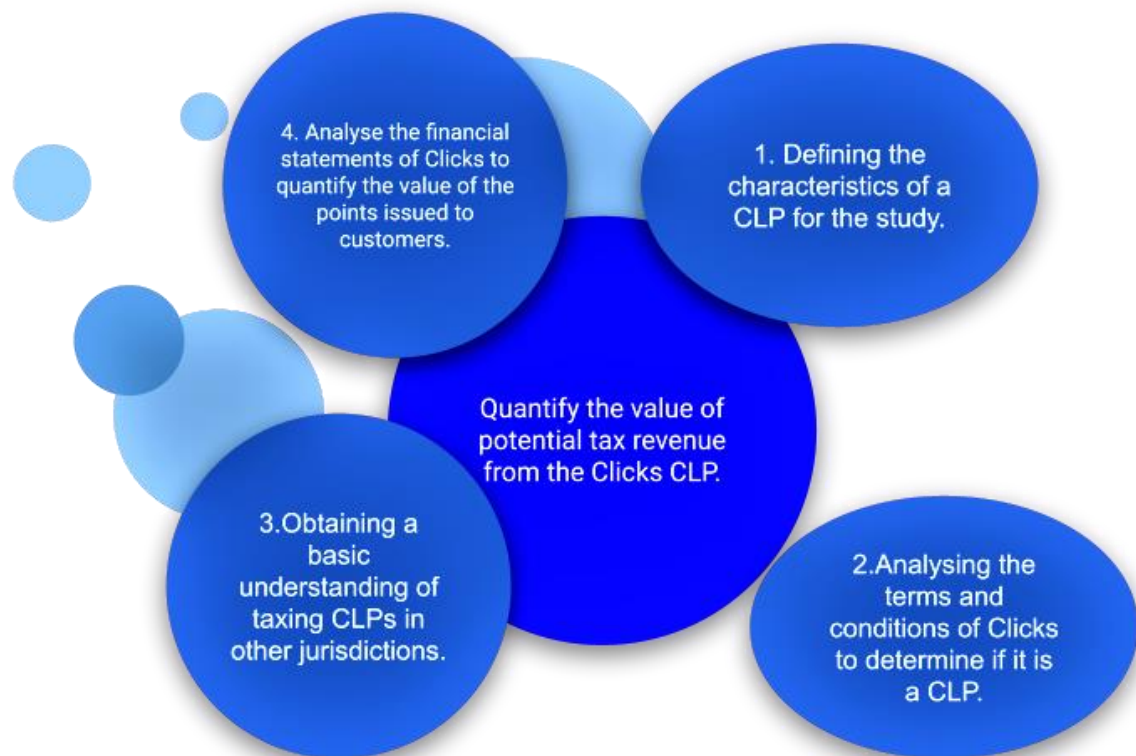 4. Analyse the financial
statements of Clicks to
quantify the value of the
points issued to
customers.
1. Defining the
characteristics of a
CLP for the study.
Quantify the value of
potential tax revenue
from the Clicks CLP.
3.Obtaining a
basic
understanding of
taxing CLPs in
other jurisdictions.
2.Analysing the
terms and
conditions of Clicks
to determine if it is
a CLP.